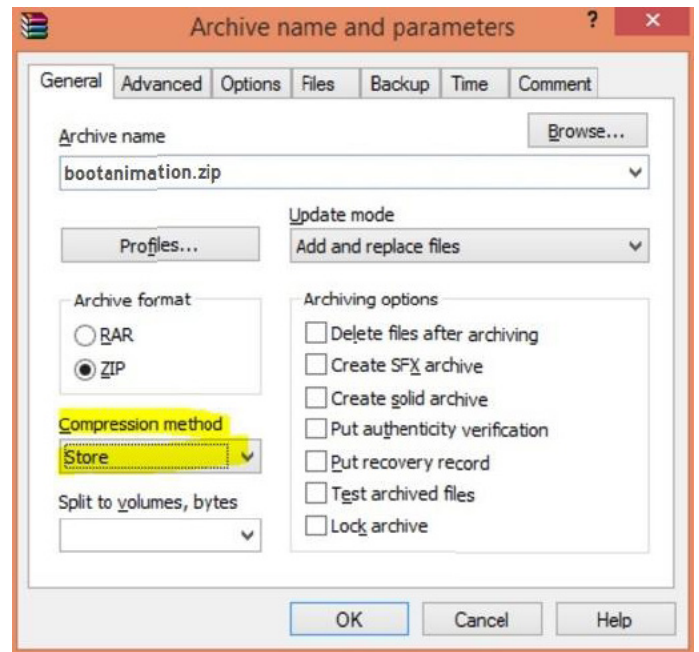 Archive name and parameters ?
General Advanced Options Files Backup Time Comment
Archive name
Browse...
bootanimation.zip
Update mode
Profiles...
Add and replace files
Archive format
RAR
ZIP
Compression method
Store
Split to volumes, bytes
Archiving options
Delete files after archiving
Create SFX archive
Create solid archive
Put authenticity verification
Put recovery record
Test archived files
Lock archive
OK Cancel Help